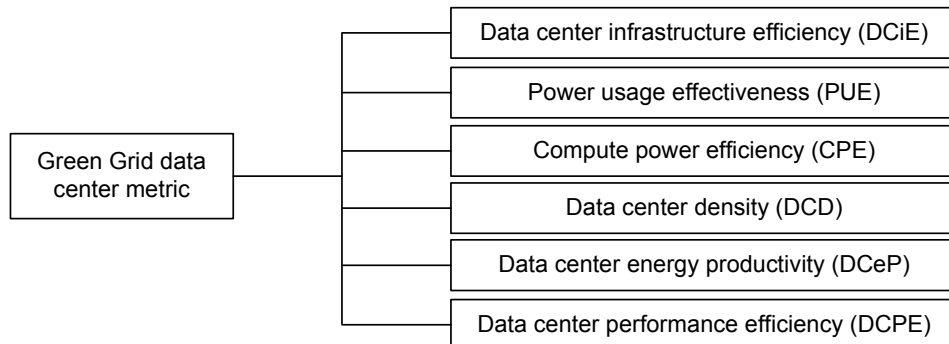 Data center infrastructure efficiency (DCiE)
Power usage effectiveness (PUE)
Green Grid data
center metric
Compute power efficiency (CPE)
Data center density (DCD)
Data center energy productivity (DCeP)
Data center performance efficiency (DCPE)